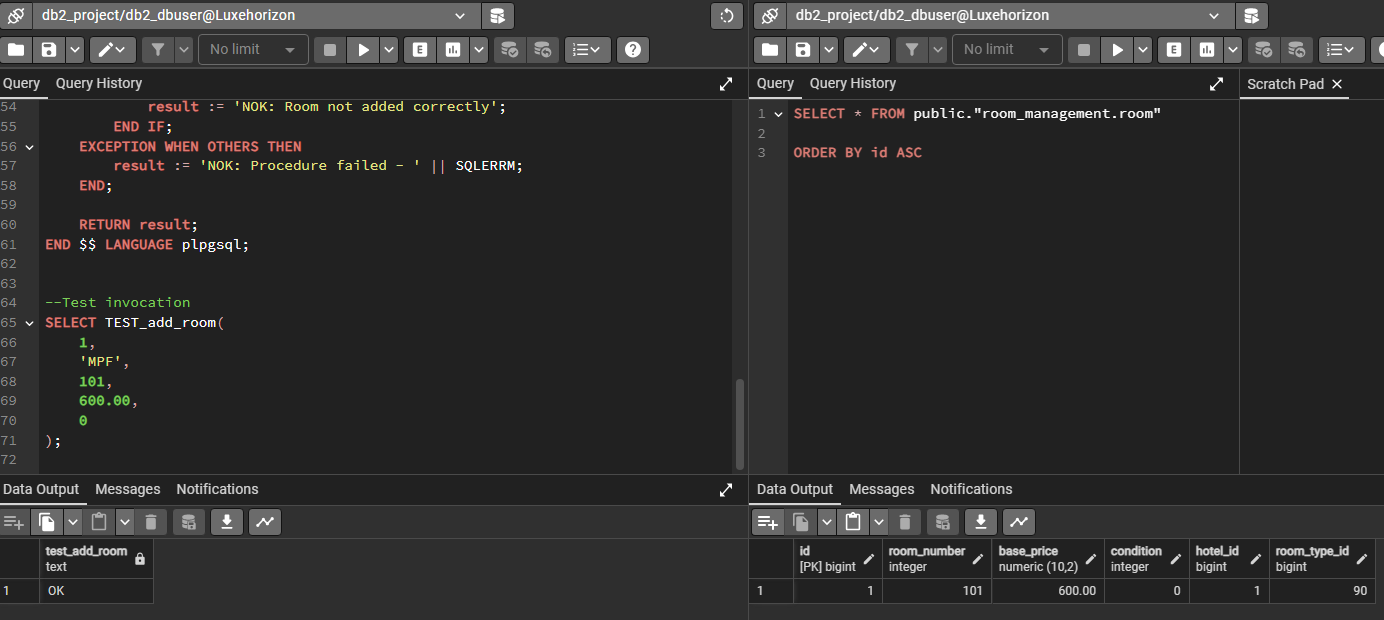 db2_project/db2_dbuser@Luxehorizon
No limit
Query Query History
54 result := 'NOK: Room not added correctly';
55 END IF;
56 EXCEPTION WHEN OTHERS THEN
57 result := 'NOK: Procedure failed - ' || SQLERRM;
58 END;
59
60 RETURN result;
61 END $$ LANGUAGE plpgsql;
62
63
64 --Test invocation
65 SELECT TEST_add_room(
66 1,
67 'MPF',
68 101,
69 600.00,
70 0
71 );
72
Data Output Messages Notifications
test_add_room
text
1 OK
db2_project/db2_dbuser@Luxehorizon
No limit
Query Query History
Scratch Pad
1 SELECT * FROM public."room_management.room"
2
3 ORDER BY id ASC
Data Output Messages Notifications
id room_number base_price condition hotel_id room_type_id
[PK] bigint integer numeric (10,2) integer bigint bigint
1 1 101 600.00 0 1 90